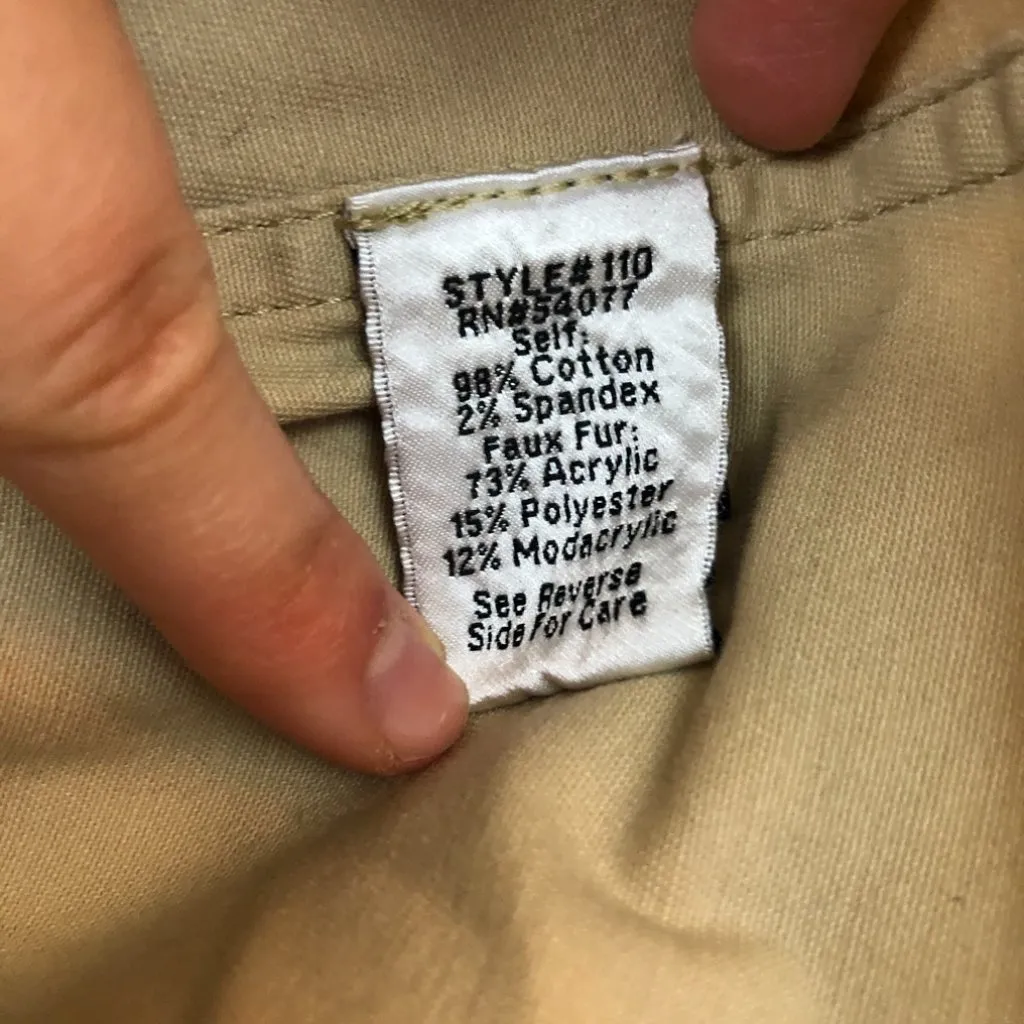 STYLE# 110
RN#54077
Self:
98% Cotton
2% Spandex
Faux Fur:
73% Acrylic
15% Polyester
12% Modacrylic
See Reverse
Side For Care